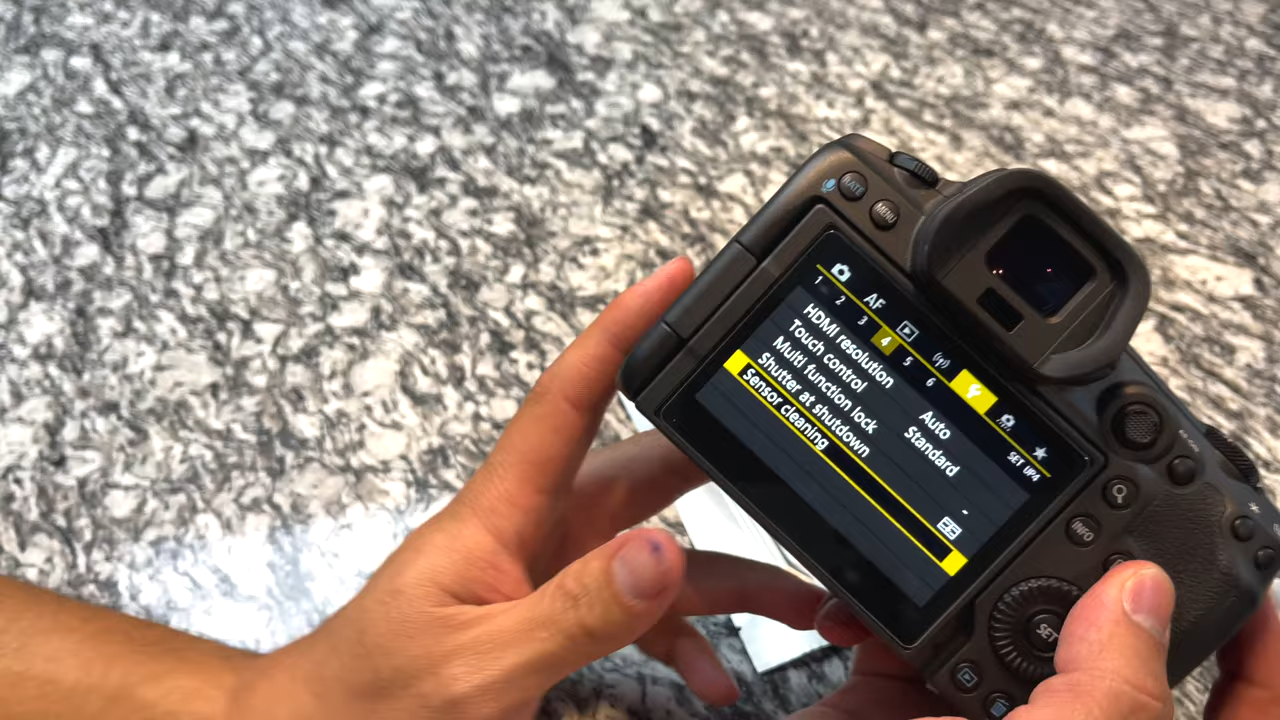 RATE
MENU
AF
1 2 3 4 5 6
SET UP4
HDMI resolution Auto
Touch control Standard
Multi function lock
Shutter at shutdown
Sensor cleaning
INFO
SET